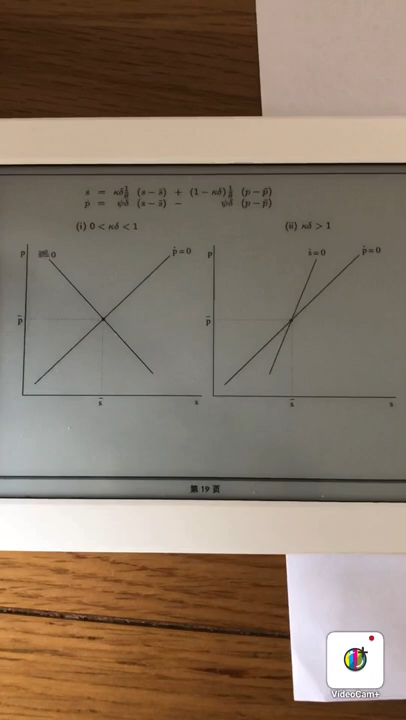 ṡ = κδ 1/θ (s − s̄) + (1 − κδ) 1/θ (p − p̄)
ṗ = ψδ (s − s̄) − ψδ (p − p̄)
(i) 0 < κδ < 1
(ii) κδ > 1
p
ṗ = 0
p
ṡ = 0
ṗ = 0
p̄
p̄
s̄
s
s̄
s
第 19 页
VideoCam+